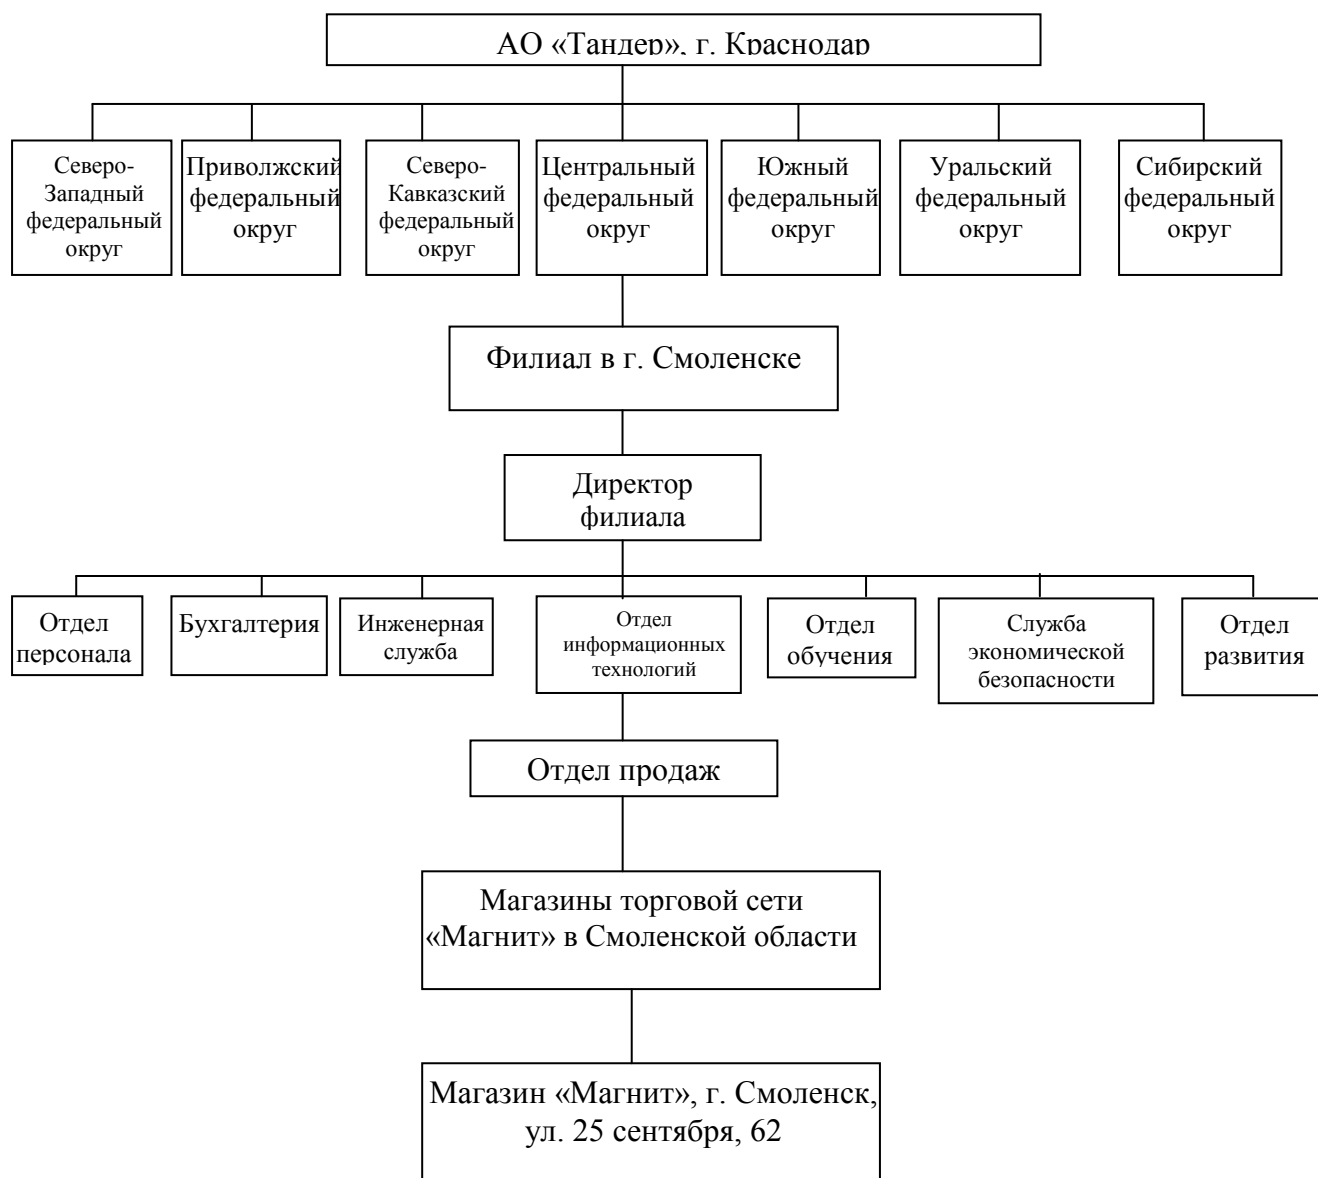 АО «Тандер», г. Краснодар
Северо-
Западный
федеральный
округ
Приволжский
федеральный
округ
Северо-
Кавказский
федеральный
округ
Центральный
федеральный
округ
Южный
федеральный
округ
Уральский
федеральный
округ
Сибирский
федеральный
округ
Филиал в г. Смоленске
Директор
филиала
Отдел
персонала
Бухгалтерия
Инженерная
служба
Отдел
информационных
технологий
Отдел
обучения
Служба
экономической
безопасности
Отдел
развития
Отдел продаж
Магазины торговой сети
«Магнит» в Смоленской области
Магазин «Магнит», г. Смоленск,
ул. 25 сентября, 62